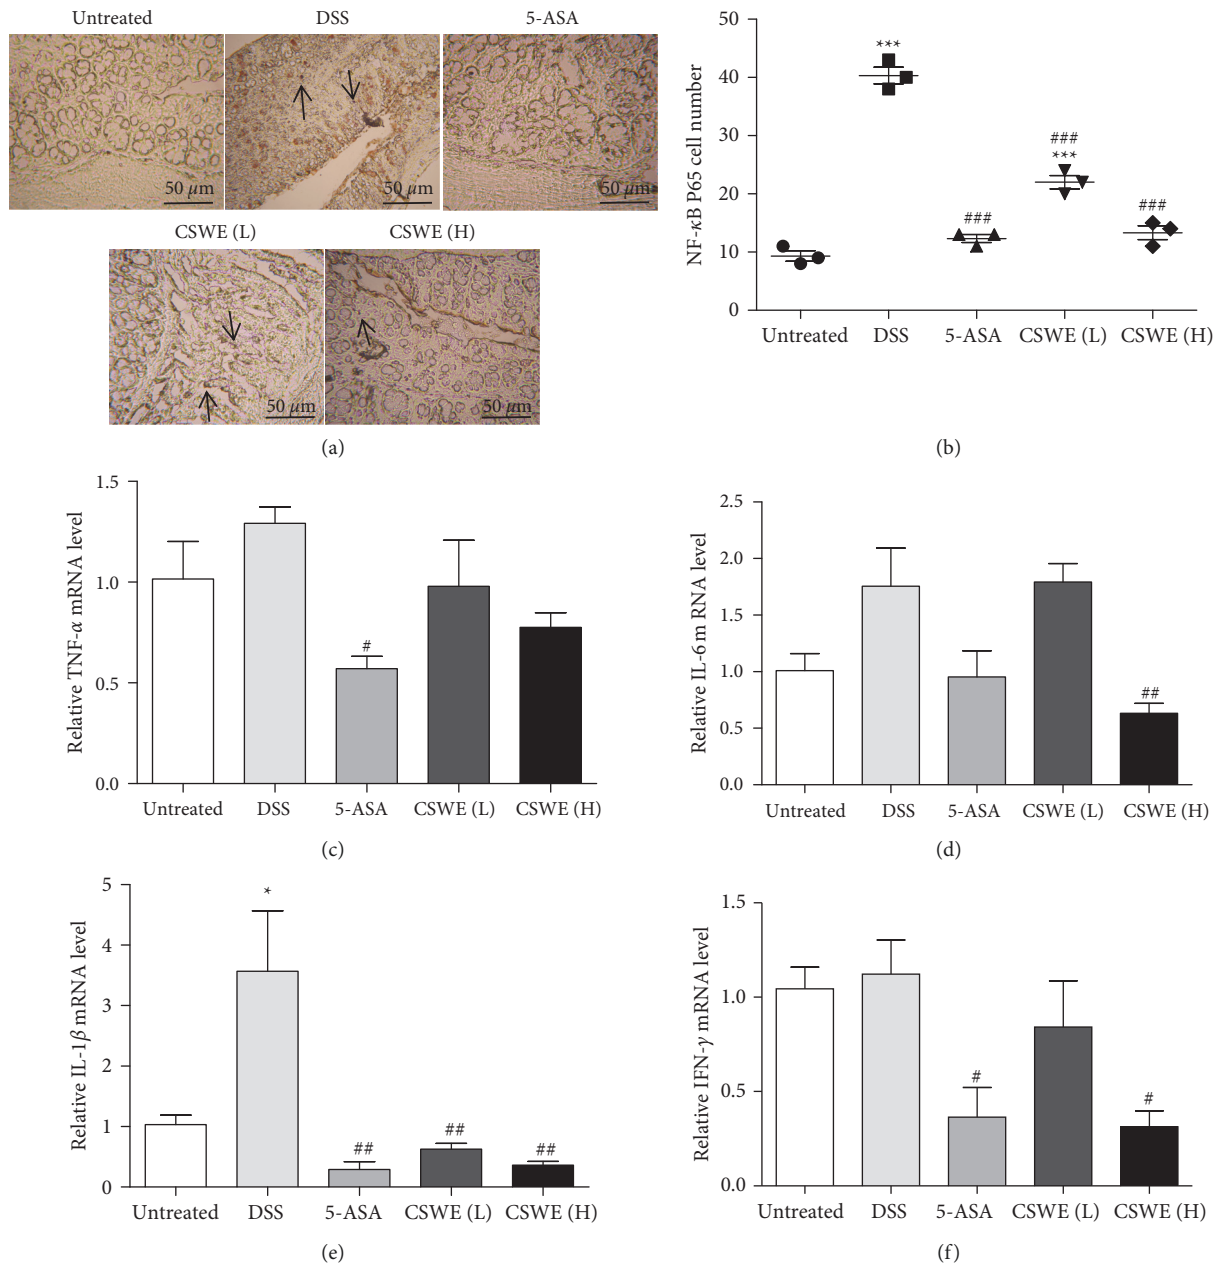 Untreated
DSS
5-ASA
50 μm
50 μm
50 μm
CSWE (L)
CSWE (H)
50 μm
50 μm
(a)
NF-κB P65 cell number
50
40
30
20
10
0
***
###
###
***
###
Untreated
DSS
5-ASA
CSWE (L)
CSWE (H)
(b)
Relative TNF-α mRNA level
1.5
1.0
0.5
0.0
#
Untreated
DSS
5-ASA
CSWE (L)
CSWE (H)
(c)
Relative IL-6 m RNA level
2.5
2.0
1.5
1.0
0.5
0.0
##
Untreated
DSS
5-ASA
CSWE (L)
CSWE (H)
(d)
Relative IL-1β mRNA level
5
4
3
2
1
0
*
##
##
##
Untreated
DSS
5-ASA
CSWE (L)
CSWE (H)
(e)
Relative IFN-γ mRNA level
1.5
1.0
0.5
0.0
#
#
Untreated
DSS
5-ASA
CSWE (L)
CSWE (H)
(f)